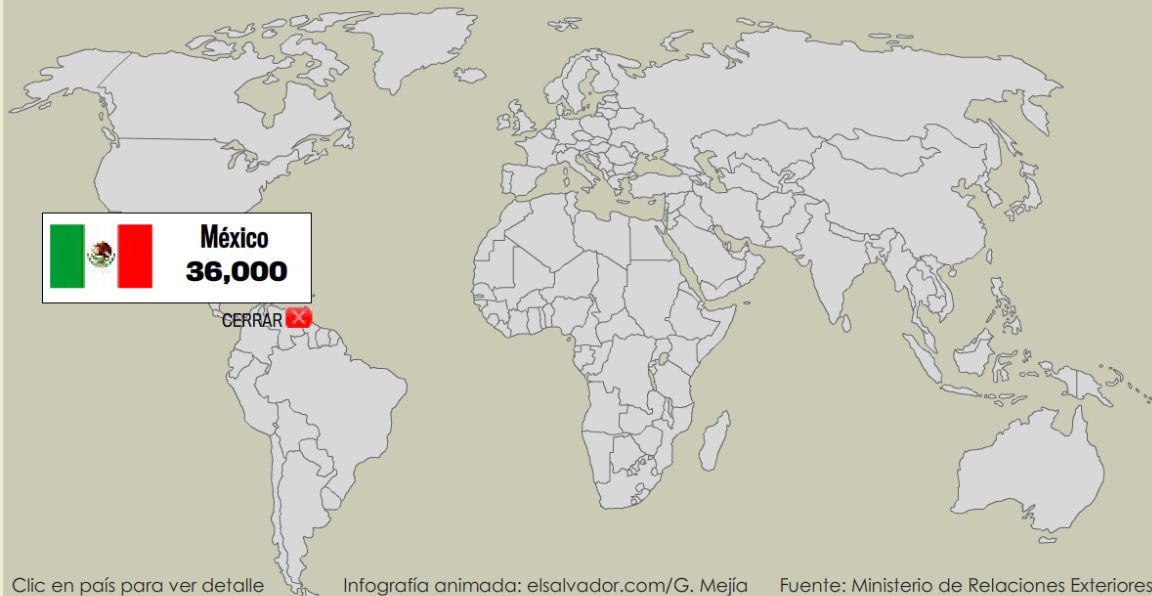 México
36,000
CERRAR
Clic en país para ver detalle
Infografía animada: elsalvador.com/G. Mejía
Fuente: Ministerio de Relaciones Exteriores